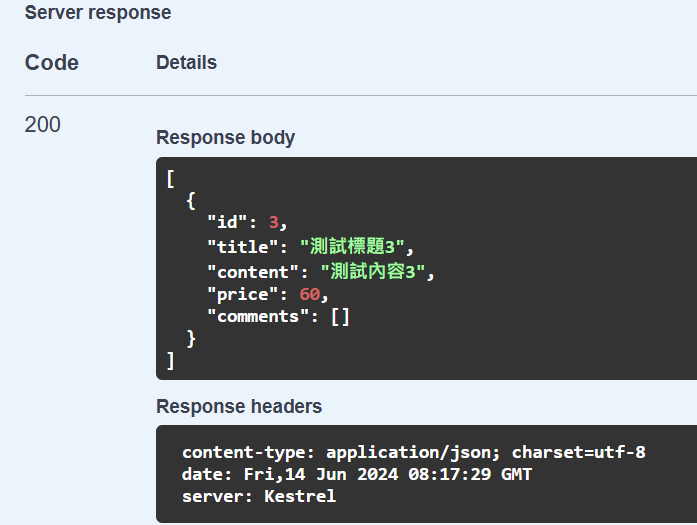 Server response
Code Details
200
Response body
[
  {
    "id": 3,
    "title": "測試標題3",
    "content": "測試內容3",
    "price": 60,
    "comments": []
  }
]
Response headers
content-type: application/json; charset=utf-8
date: Fri,14 Jun 2024 08:17:29 GMT
server: Kestrel